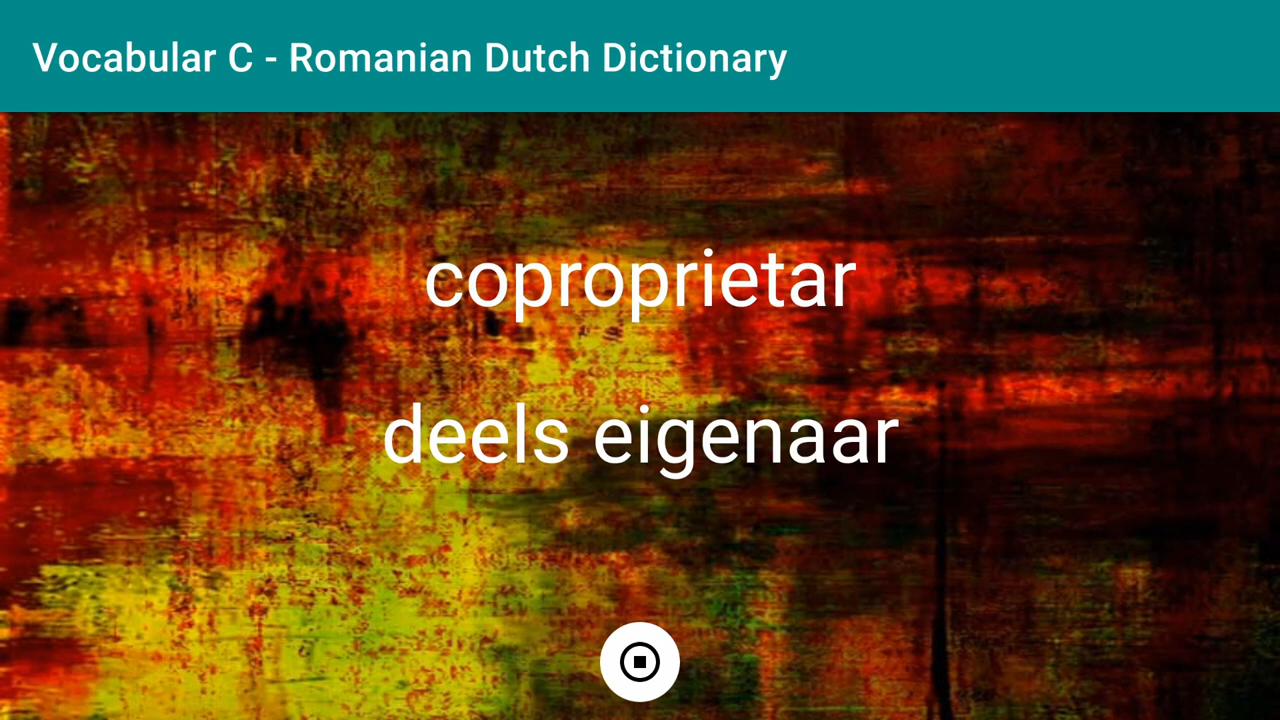 Vocabular C - Romanian Dutch Dictionary
coproprietar
deels eigenaar